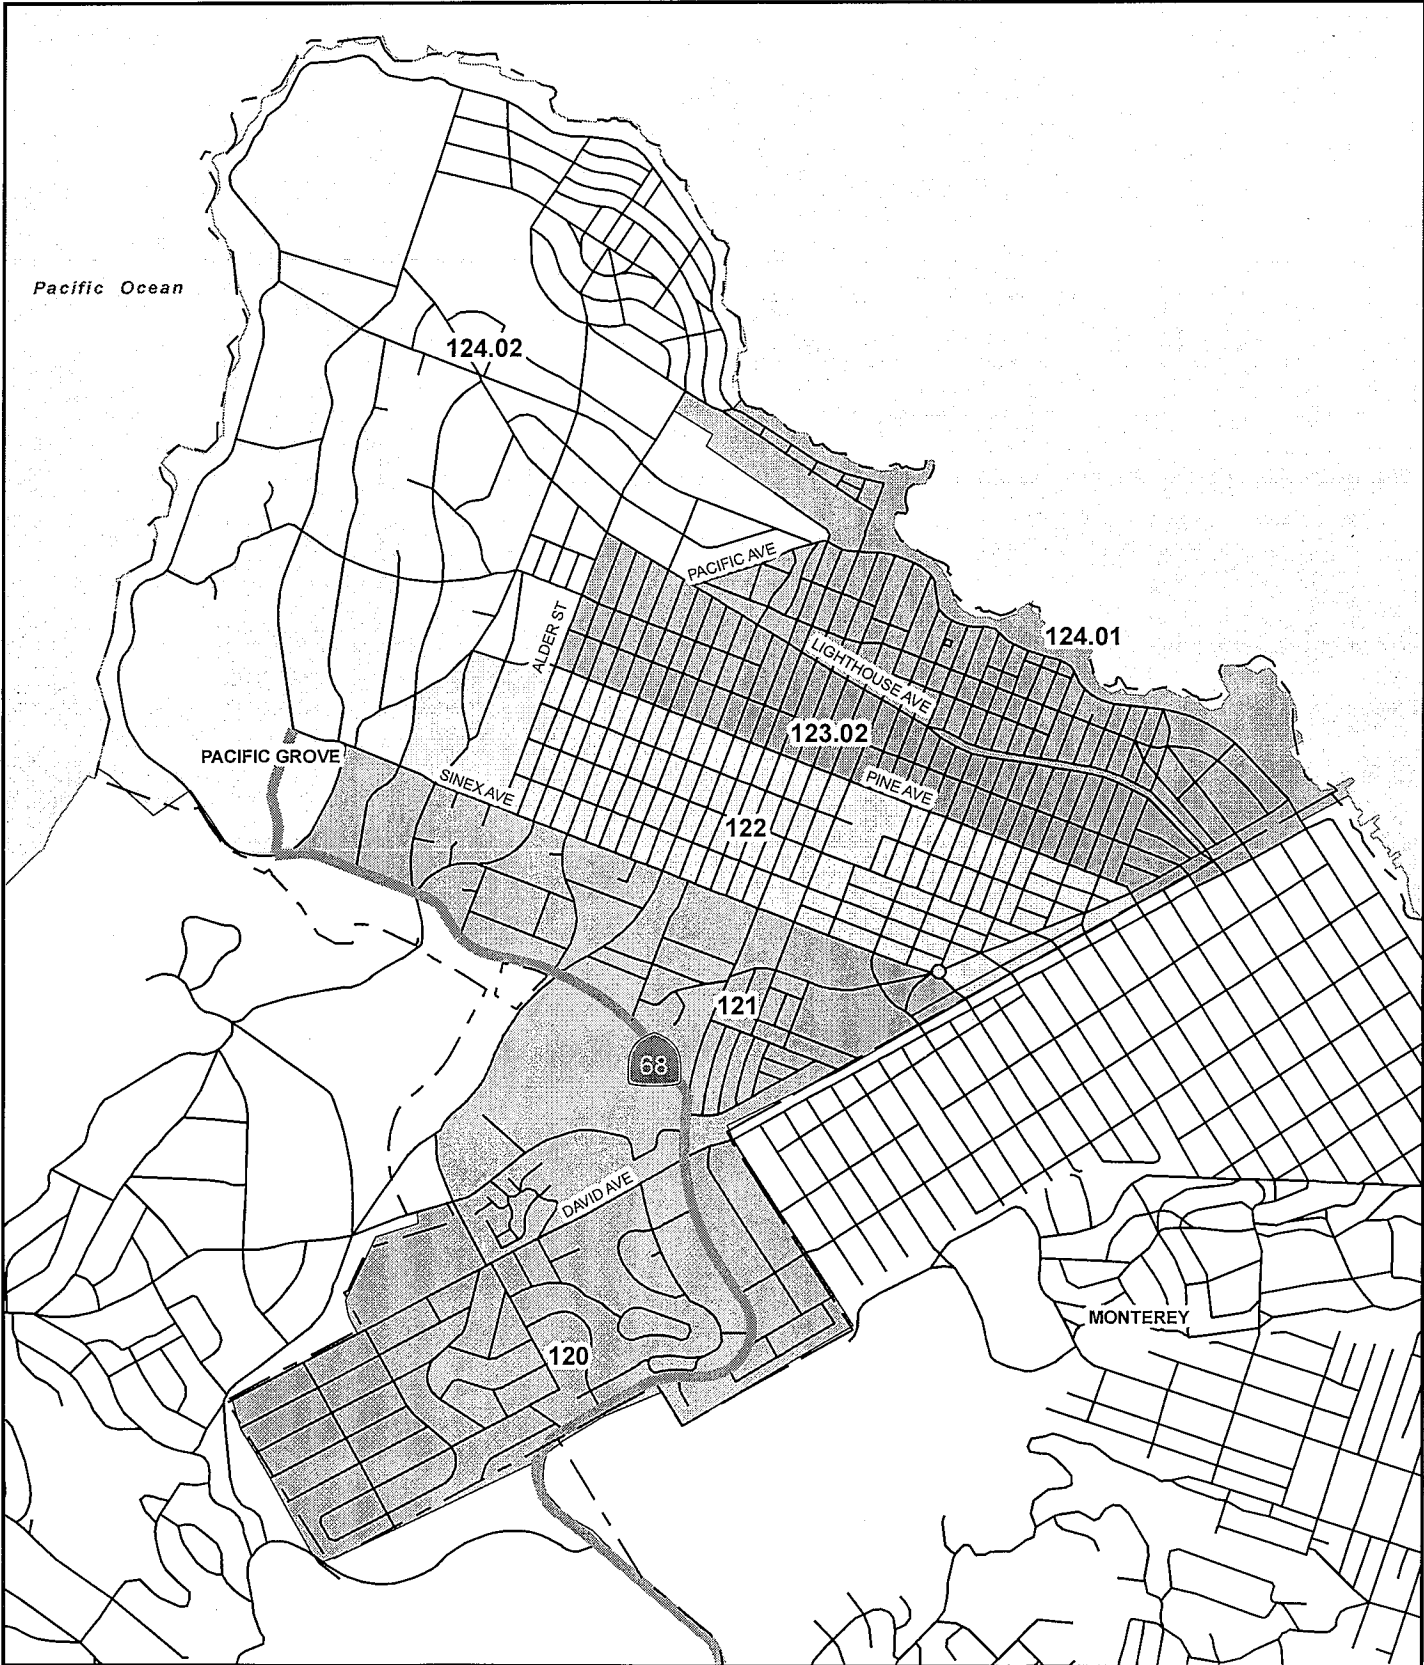 Pacific Ocean
124.02
PACIFIC AVE
ALDER ST
124.01
LIGHTHOUSE AVE
123.02
PACIFIC GROVE
SINEX AVE
PINE AVE
122
121
68
DAVID AVE
MONTEREY
120